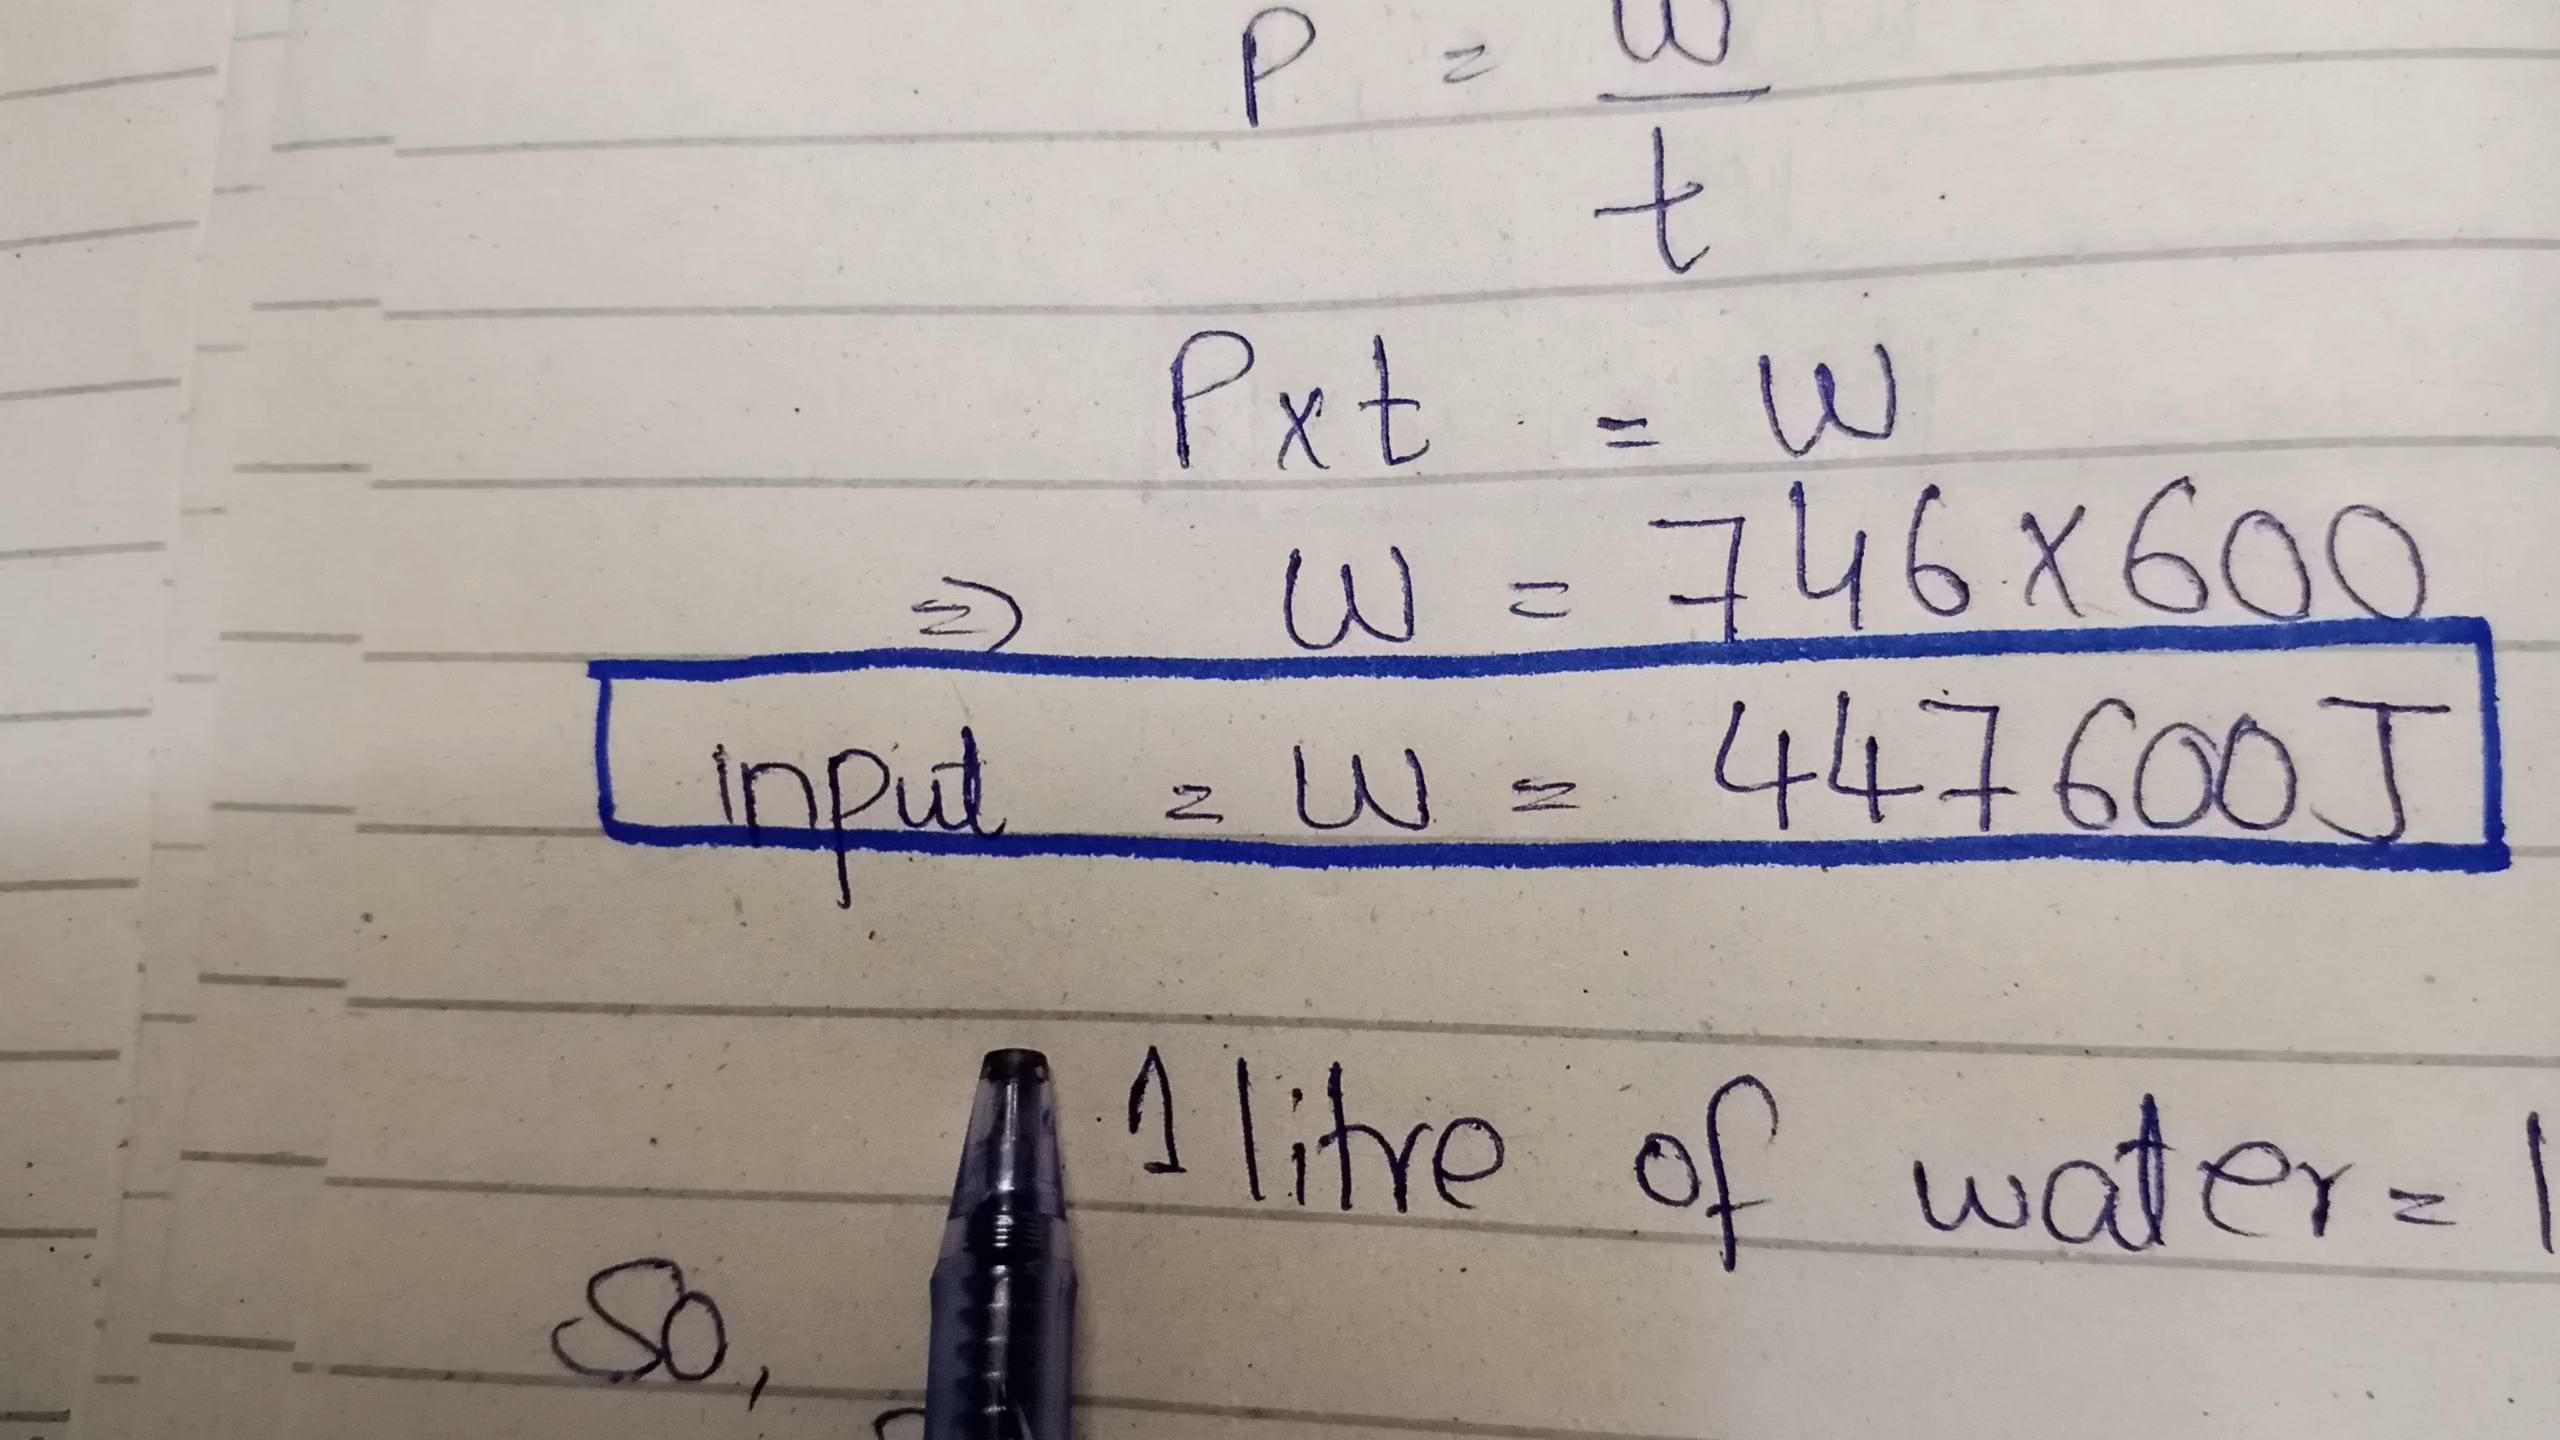 P = W
t
P x t = W
⇒ W = 746 x 600
input = W = 447600 J
1 litre of water = 1
So,